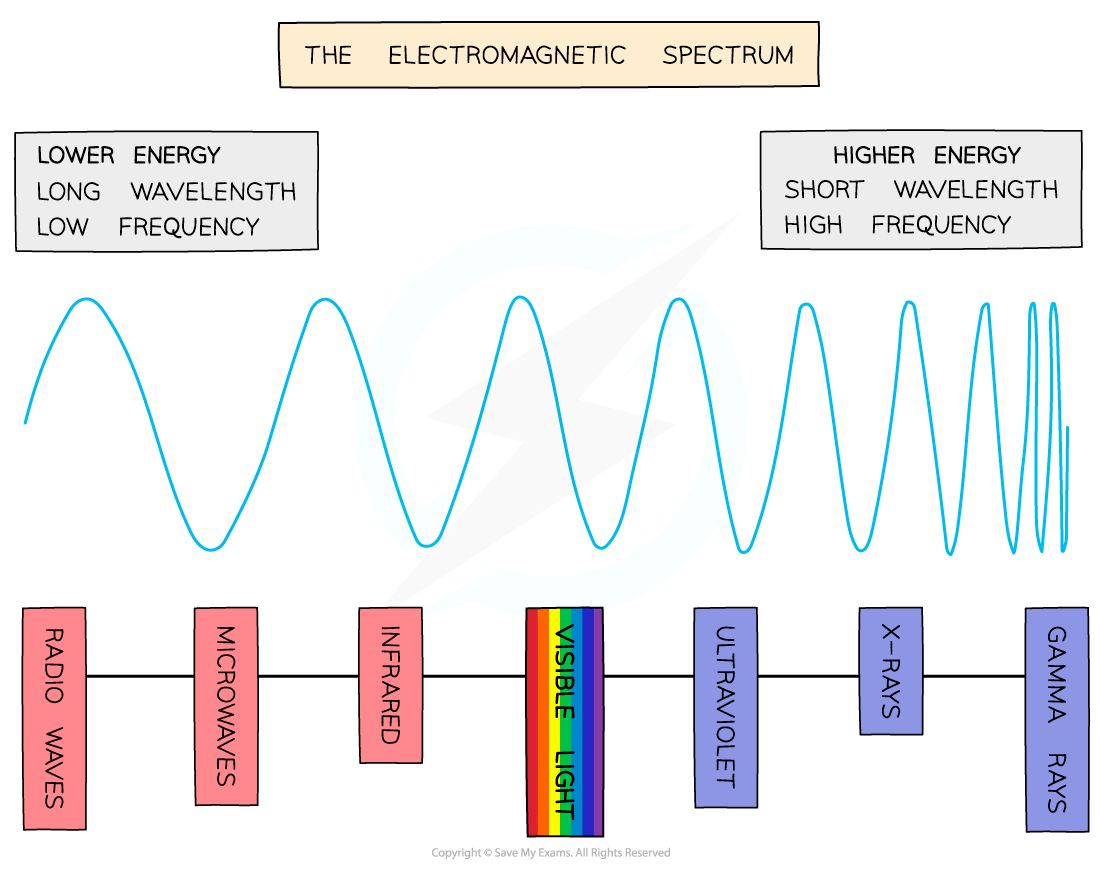 THE ELECTROMAGNETIC SPECTRUM
LOWER ENERGY
LONG WAVELENGTH
LOW FREQUENCY
HIGHER ENERGY
SHORT WAVELENGTH
HIGH FREQUENCY
RADIO WAVES
MICROWAVES
INFRARED
VISIBLE LIGHT
ULTRAVIOLET
X-RAYS
GAMMA RAYS
Copyright © Save My Exams. All Rights Reserved